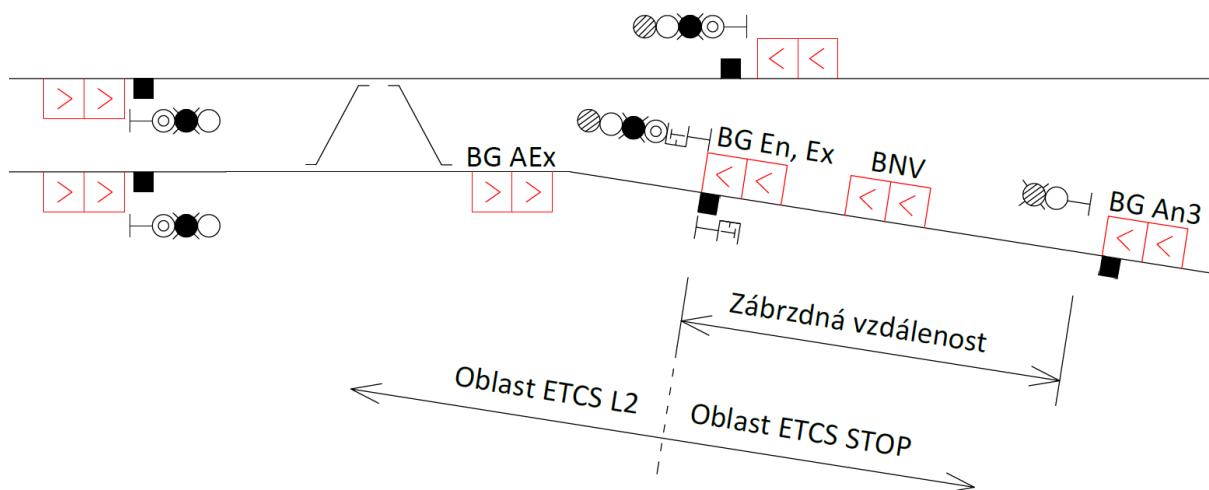 BG AEx
BG En, Ex
BNV
BG An3
Zábrzdná vzdálenost
Oblast ETCS L2
Oblast ETCS STOP